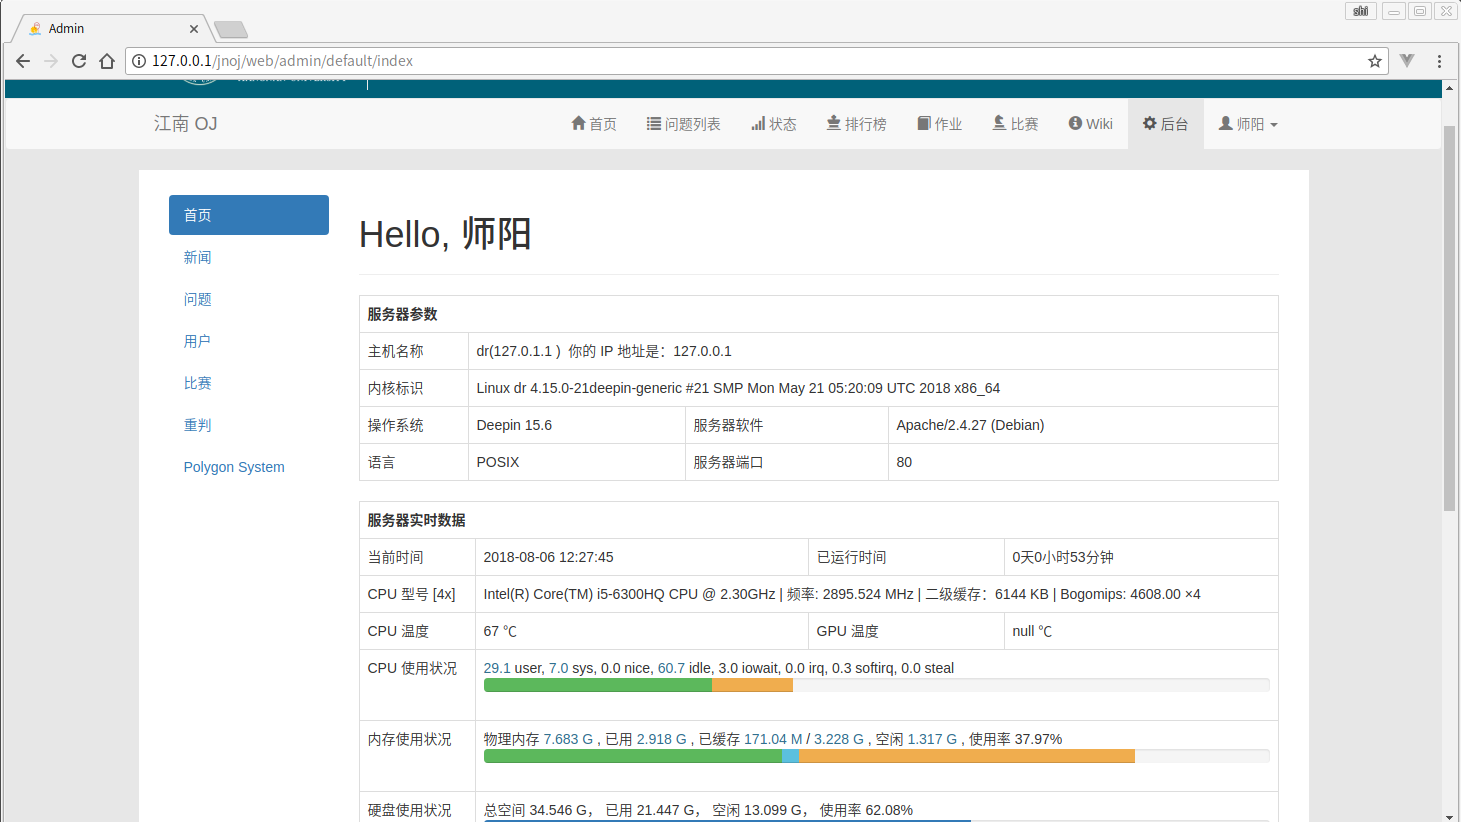 shi
Admin
127.0.0.1/jnoj/web/admin/default/index
江南 OJ
首页 问题列表 状态 排行榜 作业 比赛 Wiki 后台 师阳
首页
新闻
问题
用户
比赛
重判
Polygon System
Hello, 师阳
服务器参数
主机名称 dr(127.0.1.1 ) 你的 IP 地址是：127.0.0.1
内核标识 Linux dr 4.15.0-21deepin-generic #21 SMP Mon May 21 05:20:09 UTC 2018 x86_64
操作系统 Deepin 15.6 服务器软件 Apache/2.4.27 (Debian)
语言 POSIX 服务器端口 80
服务器实时数据
当前时间 2018-08-06 12:27:45 已运行时间 0天0小时53分钟
CPU 型号 [4x] Intel(R) Core(TM) i5-6300HQ CPU @ 2.30GHz | 频率: 2895.524 MHz | 二级缓存：6144 KB | Bogomips: 4608.00 ×4
CPU 温度 67 ℃ GPU 温度 null ℃
CPU 使用状况 29.1 user, 7.0 sys, 0.0 nice, 60.7 idle, 3.0 iowait, 0.0 irq, 0.3 softirq, 0.0 steal
内存使用状况 物理内存 7.683 G , 已用 2.918 G , 已缓存 171.04 M / 3.228 G , 空闲 1.317 G , 使用率 37.97%
硬盘使用状况 总空间 34.546 G， 已用 21.447 G， 空闲 13.099 G， 使用率 62.08%